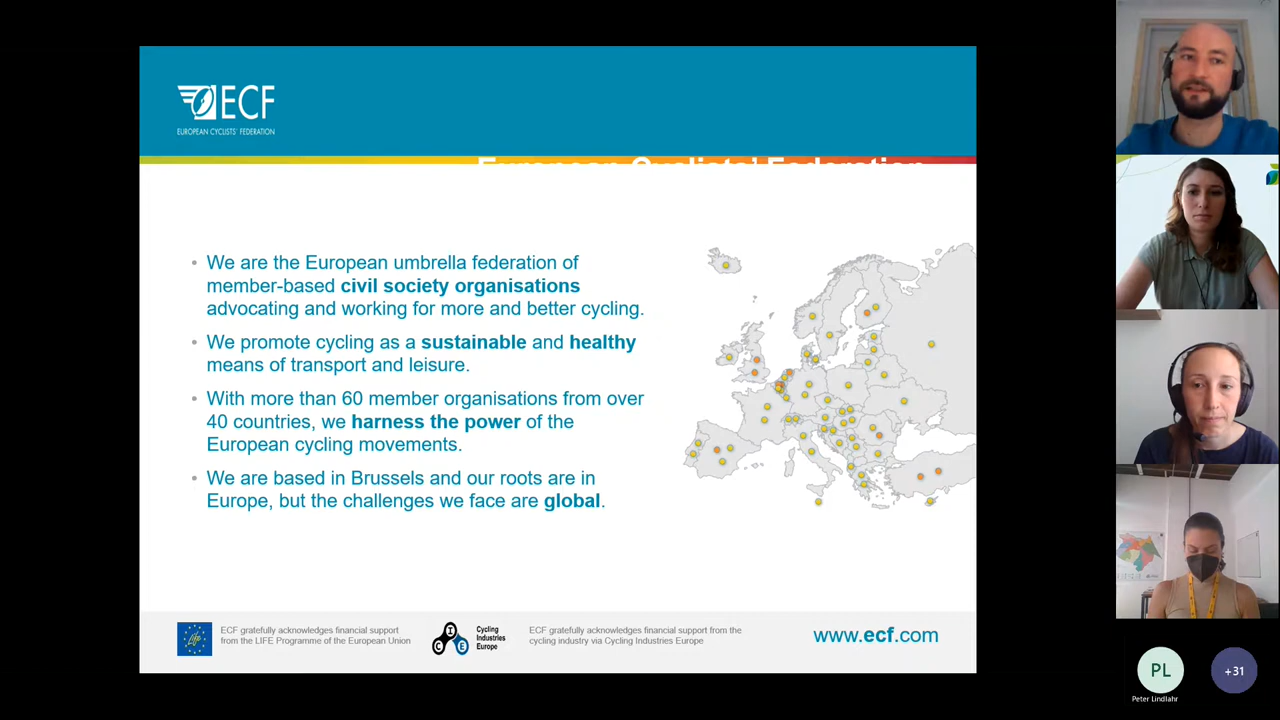 ECF
EUROPEAN CYCLISTS' FEDERATION
European Cyclists' Federation
• We are the European umbrella federation of
member-based civil society organisations
advocating and working for more and better cycling.
• We promote cycling as a sustainable and healthy
means of transport and leisure.
• With more than 60 member organisations from over
40 countries, we harness the power of the
European cycling movements.
• We are based in Brussels and our roots are in
Europe, but the challenges we face are global.
Life
ECF gratefully acknowledges financial support
from the LIFE Programme of the European Union
C I E
Cycling
Industries
Europe
ECF gratefully acknowledges financial support from the
cycling industry via Cycling Industries Europe
www.ecf.com
PL
Peter Lindlahr
+31